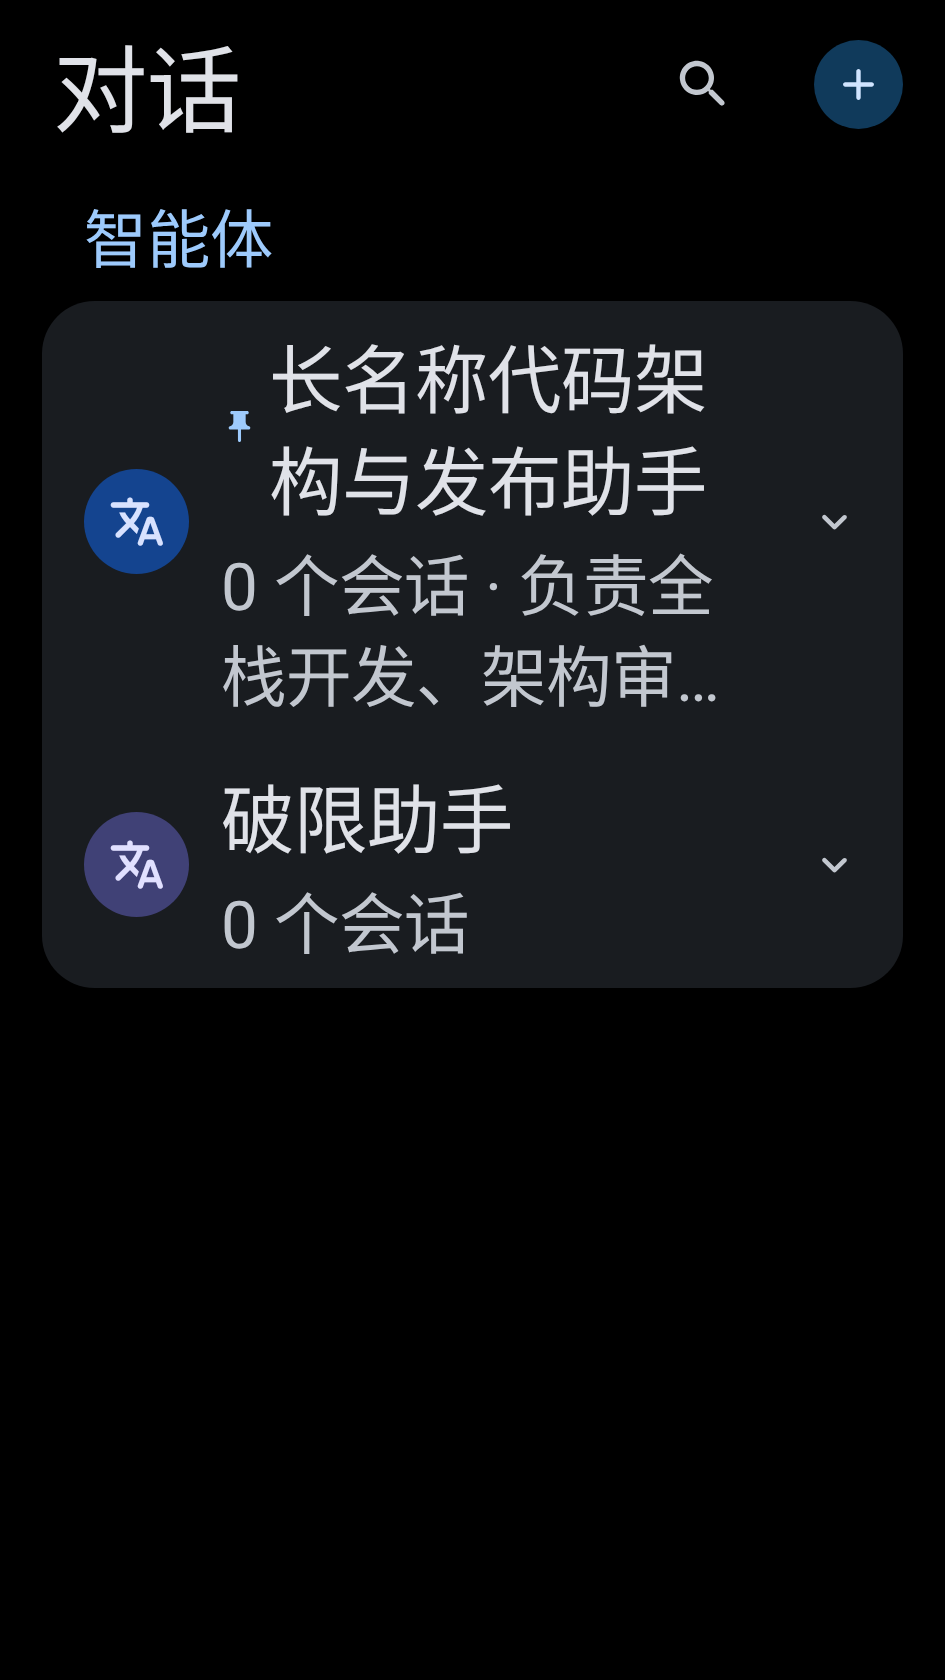 对话
智能体
长名称代码架
构与发布助手
0 个会话 · 负责全
栈开发、架构审...
破限助手
0 个会话